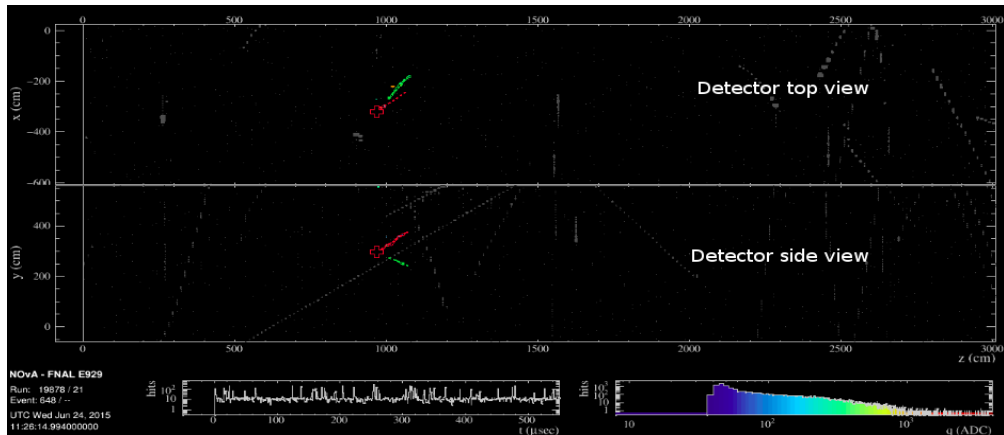 0 500 1000 1500 2000 2500 3000
0
−200
x (cm)
−400
−600
Detector top view
400
y (cm)
200
0
Detector side view
0 500 1000 1500 2000 2500 3000
z (cm)
NOνA - FNAL E929
Run: 19878 / 21
Event: 648 / --
UTC Wed Jun 24, 2015
11:26:14.994000000
hits
10²
10
1
0 100 200 300 400 500
t (μsec)
hits
10³
10²
10
1
10 10² 10³
q (ADC)